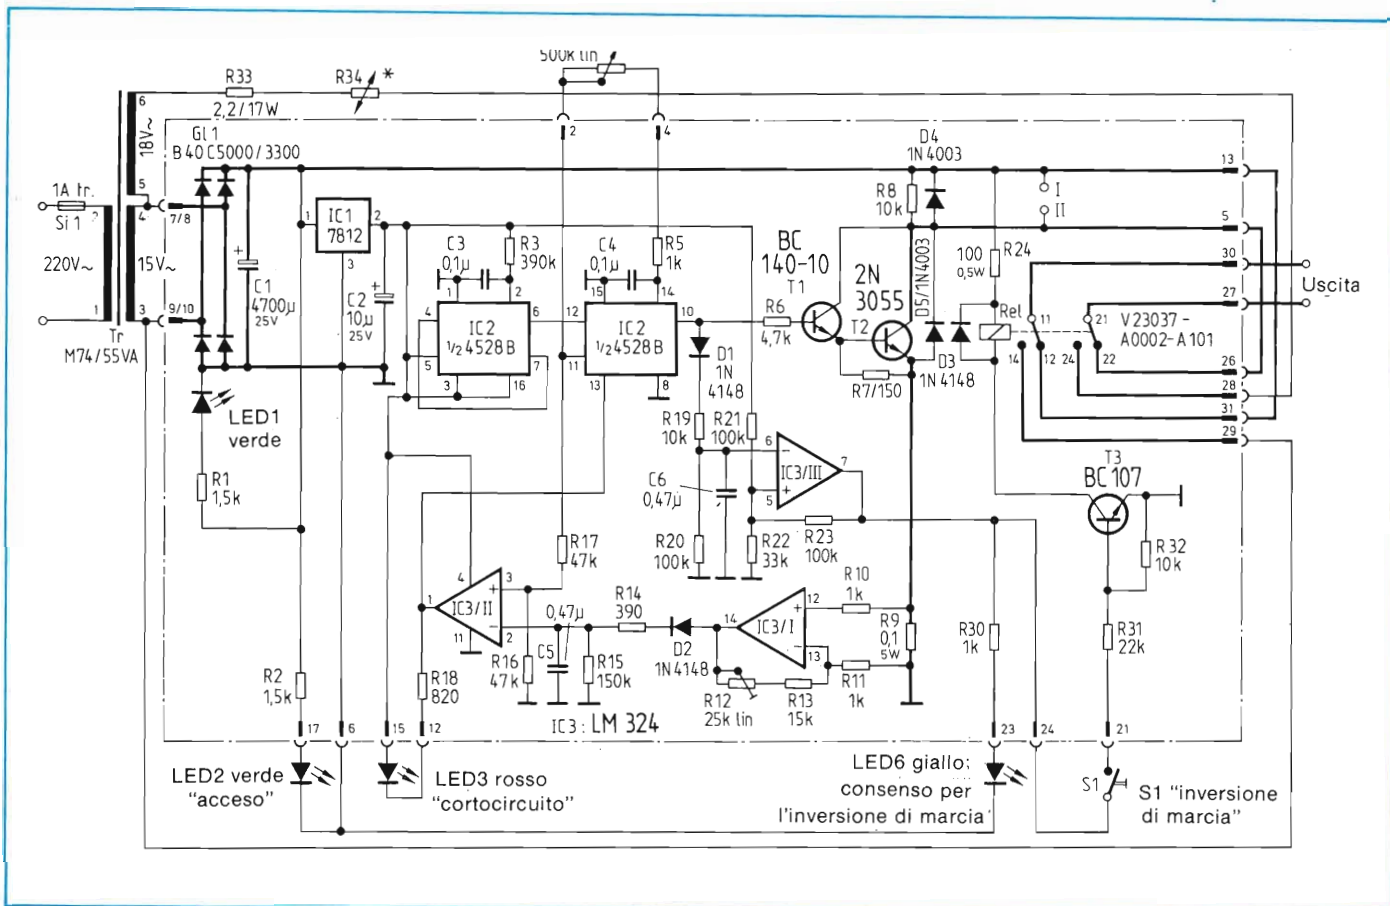 500k lin
R33
2,2/17W
R34 *
6
18V~
5
Gl 1
B 40 C5000/3300
2
4
D4
1N 4003
13
1A tr.
Si 1
2
4
7/8
1
IC1
7812
2
3
R8
10k
I
II
5
220V~
15V~
+
C1
4700µ
25V
+
C2
10µ
25V
C3
0,1µ
R3
390k
C4
0,1µ
R5
1k
BC
140-10
T1
2N
3055
T2
D5/1N4003
100
0,5W
R24
30
Uscita
27
1
3
9/10
1
2
15
14
4
6
12
10
IC2
½ 4528 B
IC2
½ 4528 B
5
7
11
3
16
13
8
R6
4,7k
Rel
11
21
V23037 -
A0002-A101
14
12
24
22
Tr
M74/55VA
D1
1N
4148
R7/150
D3
1N 4148
26
28
31
29
LED1
verde
R19
10k
R21
100k
6
−
IC3/III
7
+
5
T3
BC 107
R1
1,5k
C6
0,47µ
R17
47k
R20
100k
R22
33k
R23
100k
R32
10k
4
3
+
1
IC3/II
−
11
2
0,47µ
R14
390
14
12
+
IC3/I
−
13
R10
1k
R9
0,1
5W
R30
1k
R31
22k
R2
1,5k
R18
820
R16
47k
C5
R15
150k
D2
1N4148
R12
25k lin
R13
15k
R11
1k
IC3 : LM 324
17
6
15
12
23
24
21
LED2 verde
“acceso”
LED3 rosso
“cortocircuito”
LED6 giallo:
consenso per
l'inversione di marcia
S1
S1 “inversione
di marcia”